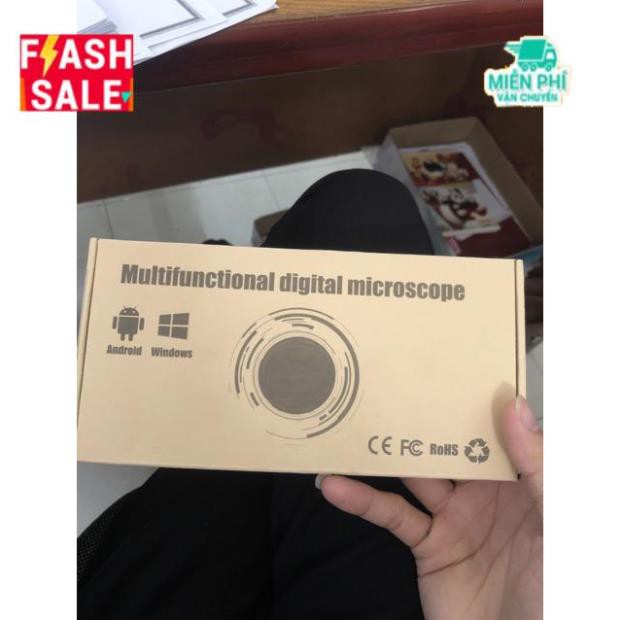 FLASH
SALE
MIỄN PHÍ
VẬN CHUYỂN
Multifunctional digital microscope
Android Windows
CE FC RoHS